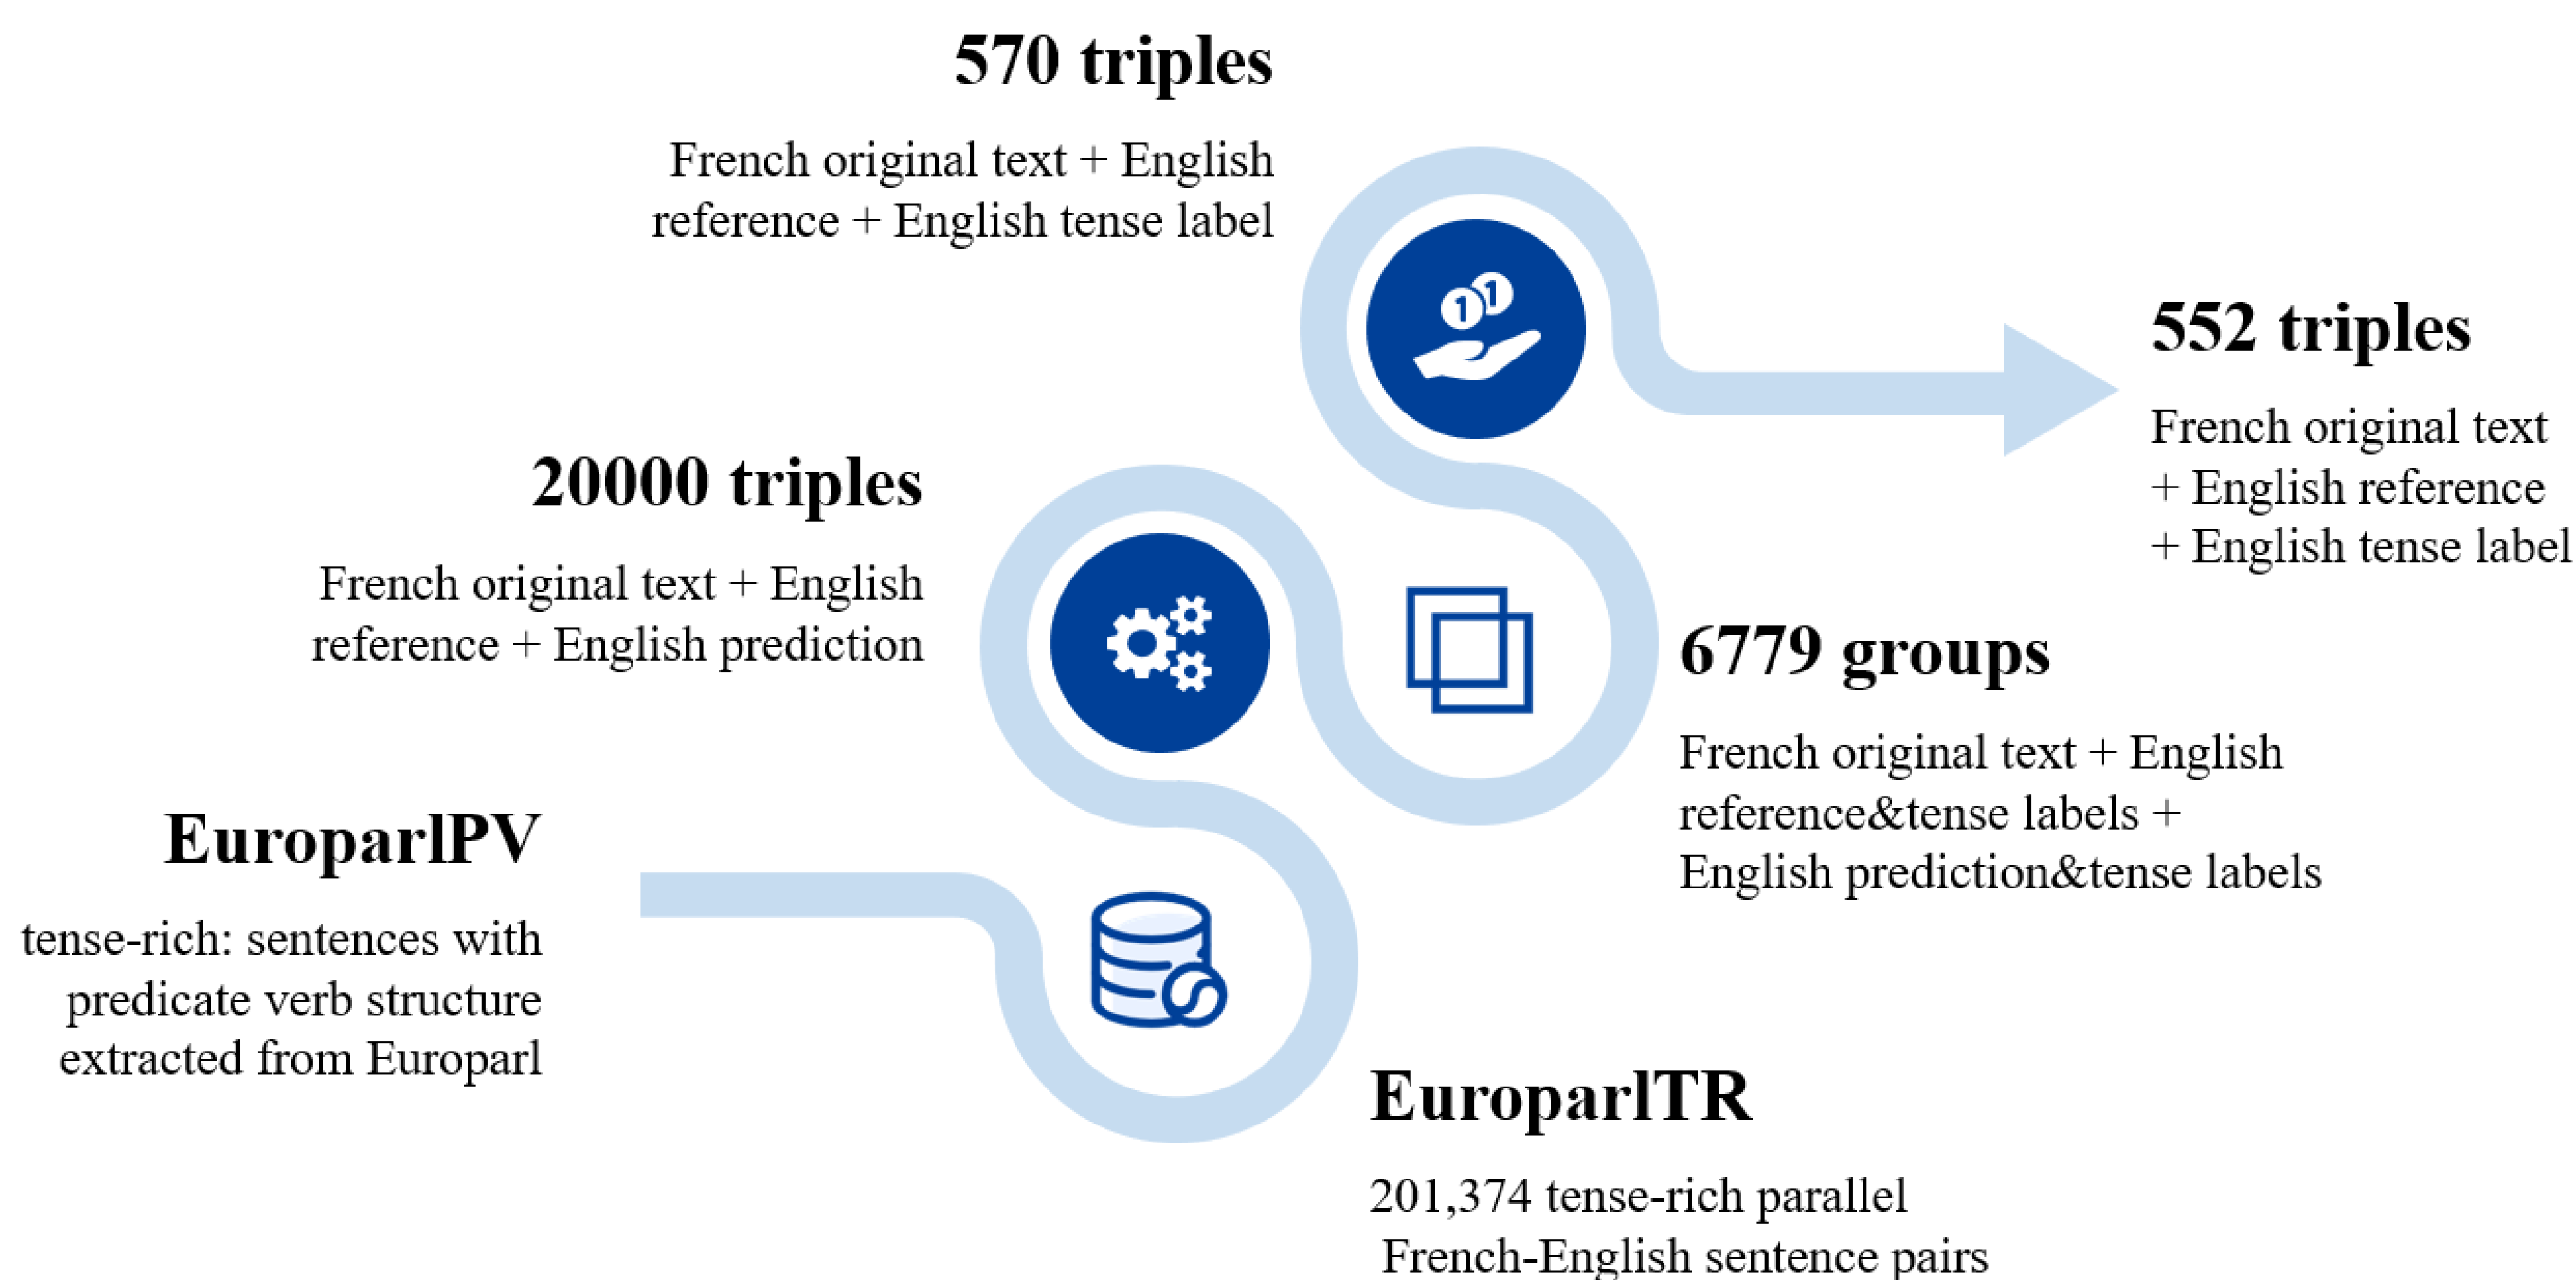 570 triples
French original text + English
reference + English tense label
1 1
552 triples
French original text
+ English reference
+ English tense label
20000 triples
French original text + English
reference + English prediction
6779 groups
French original text + English
reference&tense labels +
English prediction&tense labels
EuroparlPV
tense-rich: sentences with
predicate verb structure
extracted from Europarl
EuroparlTR
201,374 tense-rich parallel
French-English sentence pairs